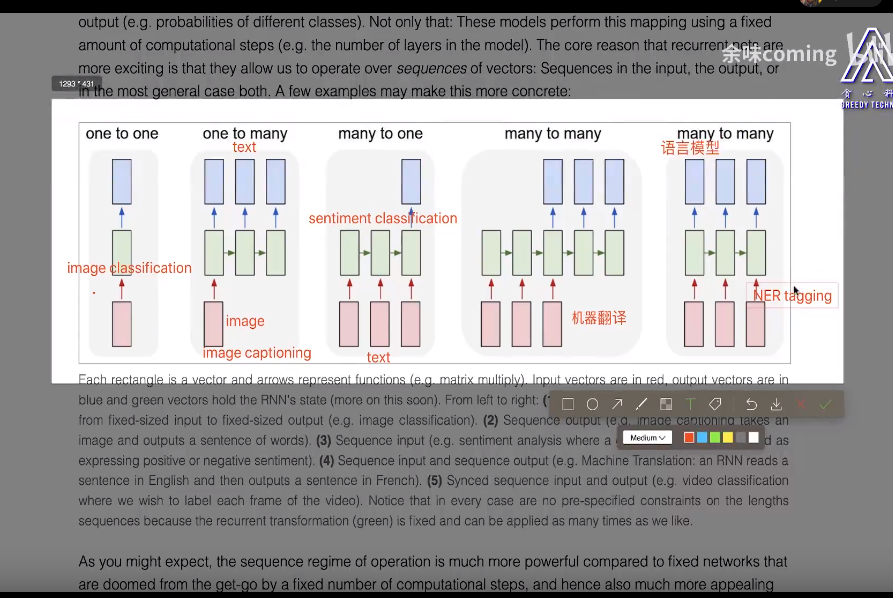 output (e.g. probabilities of different classes). Not only that: These models perform this mapping using a fixed
amount of computational steps (e.g. the number of layers in the model). The core reason that recurrent nets are
more exciting is that they allow us to operate over sequences of vectors: Sequences in the input, the output, or
in the most general case both. A few examples may make this more concrete:
余味coming
GREEDY TECHN
1293 * 431
one to one
one to many
many to one
many to many
many to many
text
语言模型
sentiment classification
image classification
NER tagging
image
机器翻译
image captioning
text
Each rectangle is a vector and arrows represent functions (e.g. matrix multiply). Input vectors are in red, output vectors are in
blue and green vectors hold the RNN's state (more on this soon). From left to right: (
from fixed-sized input to fixed-sized output (e.g. image classification). (2) Sequence output (e.g. image captioning takes an
image and outputs a sentence of words). (3) Sequence input (e.g. sentiment analysis where a
d as
Medium
expressing positive or negative sentiment). (4) Sequence input and sequence output (e.g. Machine Translation: an RNN reads a
sentence in English and then outputs a sentence in French). (5) Synced sequence input and output (e.g. video classification
where we wish to label each frame of the video). Notice that in every case are no pre-specified constraints on the lengths
sequences because the recurrent transformation (green) is fixed and can be applied as many times as we like.
As you might expect, the sequence regime of operation is much more powerful compared to fixed networks that
are doomed from the get-go by a fixed number of computational steps, and hence also much more appealing